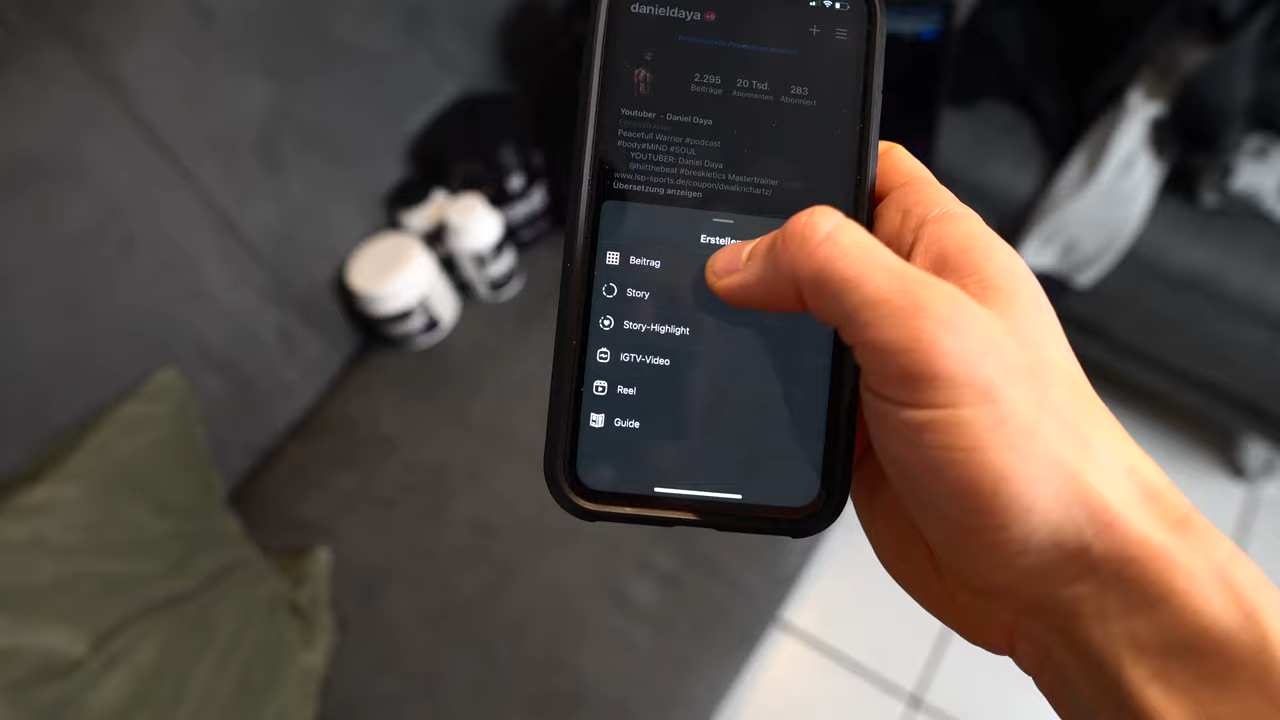 danieldaya
2.295
20 Tsd.
283
Beiträge
Abonnenten
Abonniert
Youtuber - Daniel Daya
Peacefull Warrior #podcast
#body#MiND #SOUL
YOUTUBER: Daniel Daya
@hiitthebeat #breakletics Mastertrainer
www.lsp-sports.de/coupon/dwalkrichartz/
Übersetzung anzeigen
Beitrag
Story
Story-Highlight
IGTV-Video
Reel
Guide